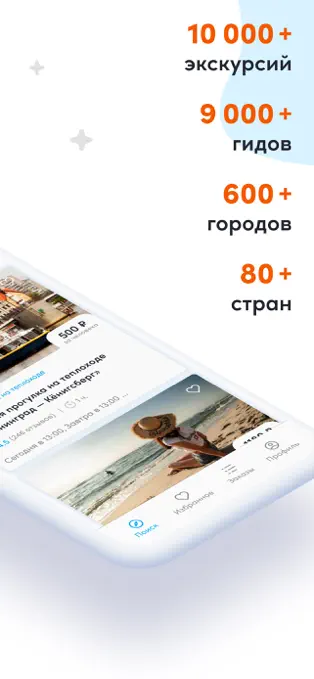 10 000+
экскурсий
9 000+
гидов
600+
городов
80+
стран
500 ₽
за человека
на теплоходе
я прогулка на теплоходе
нинград — Кёнигсберг»
4,5 (246 отзывов) 1 ч.
Сегодня в 13:00, Завтра в 13:00 ...
Поиск
Избранное
Заказы
Профиль